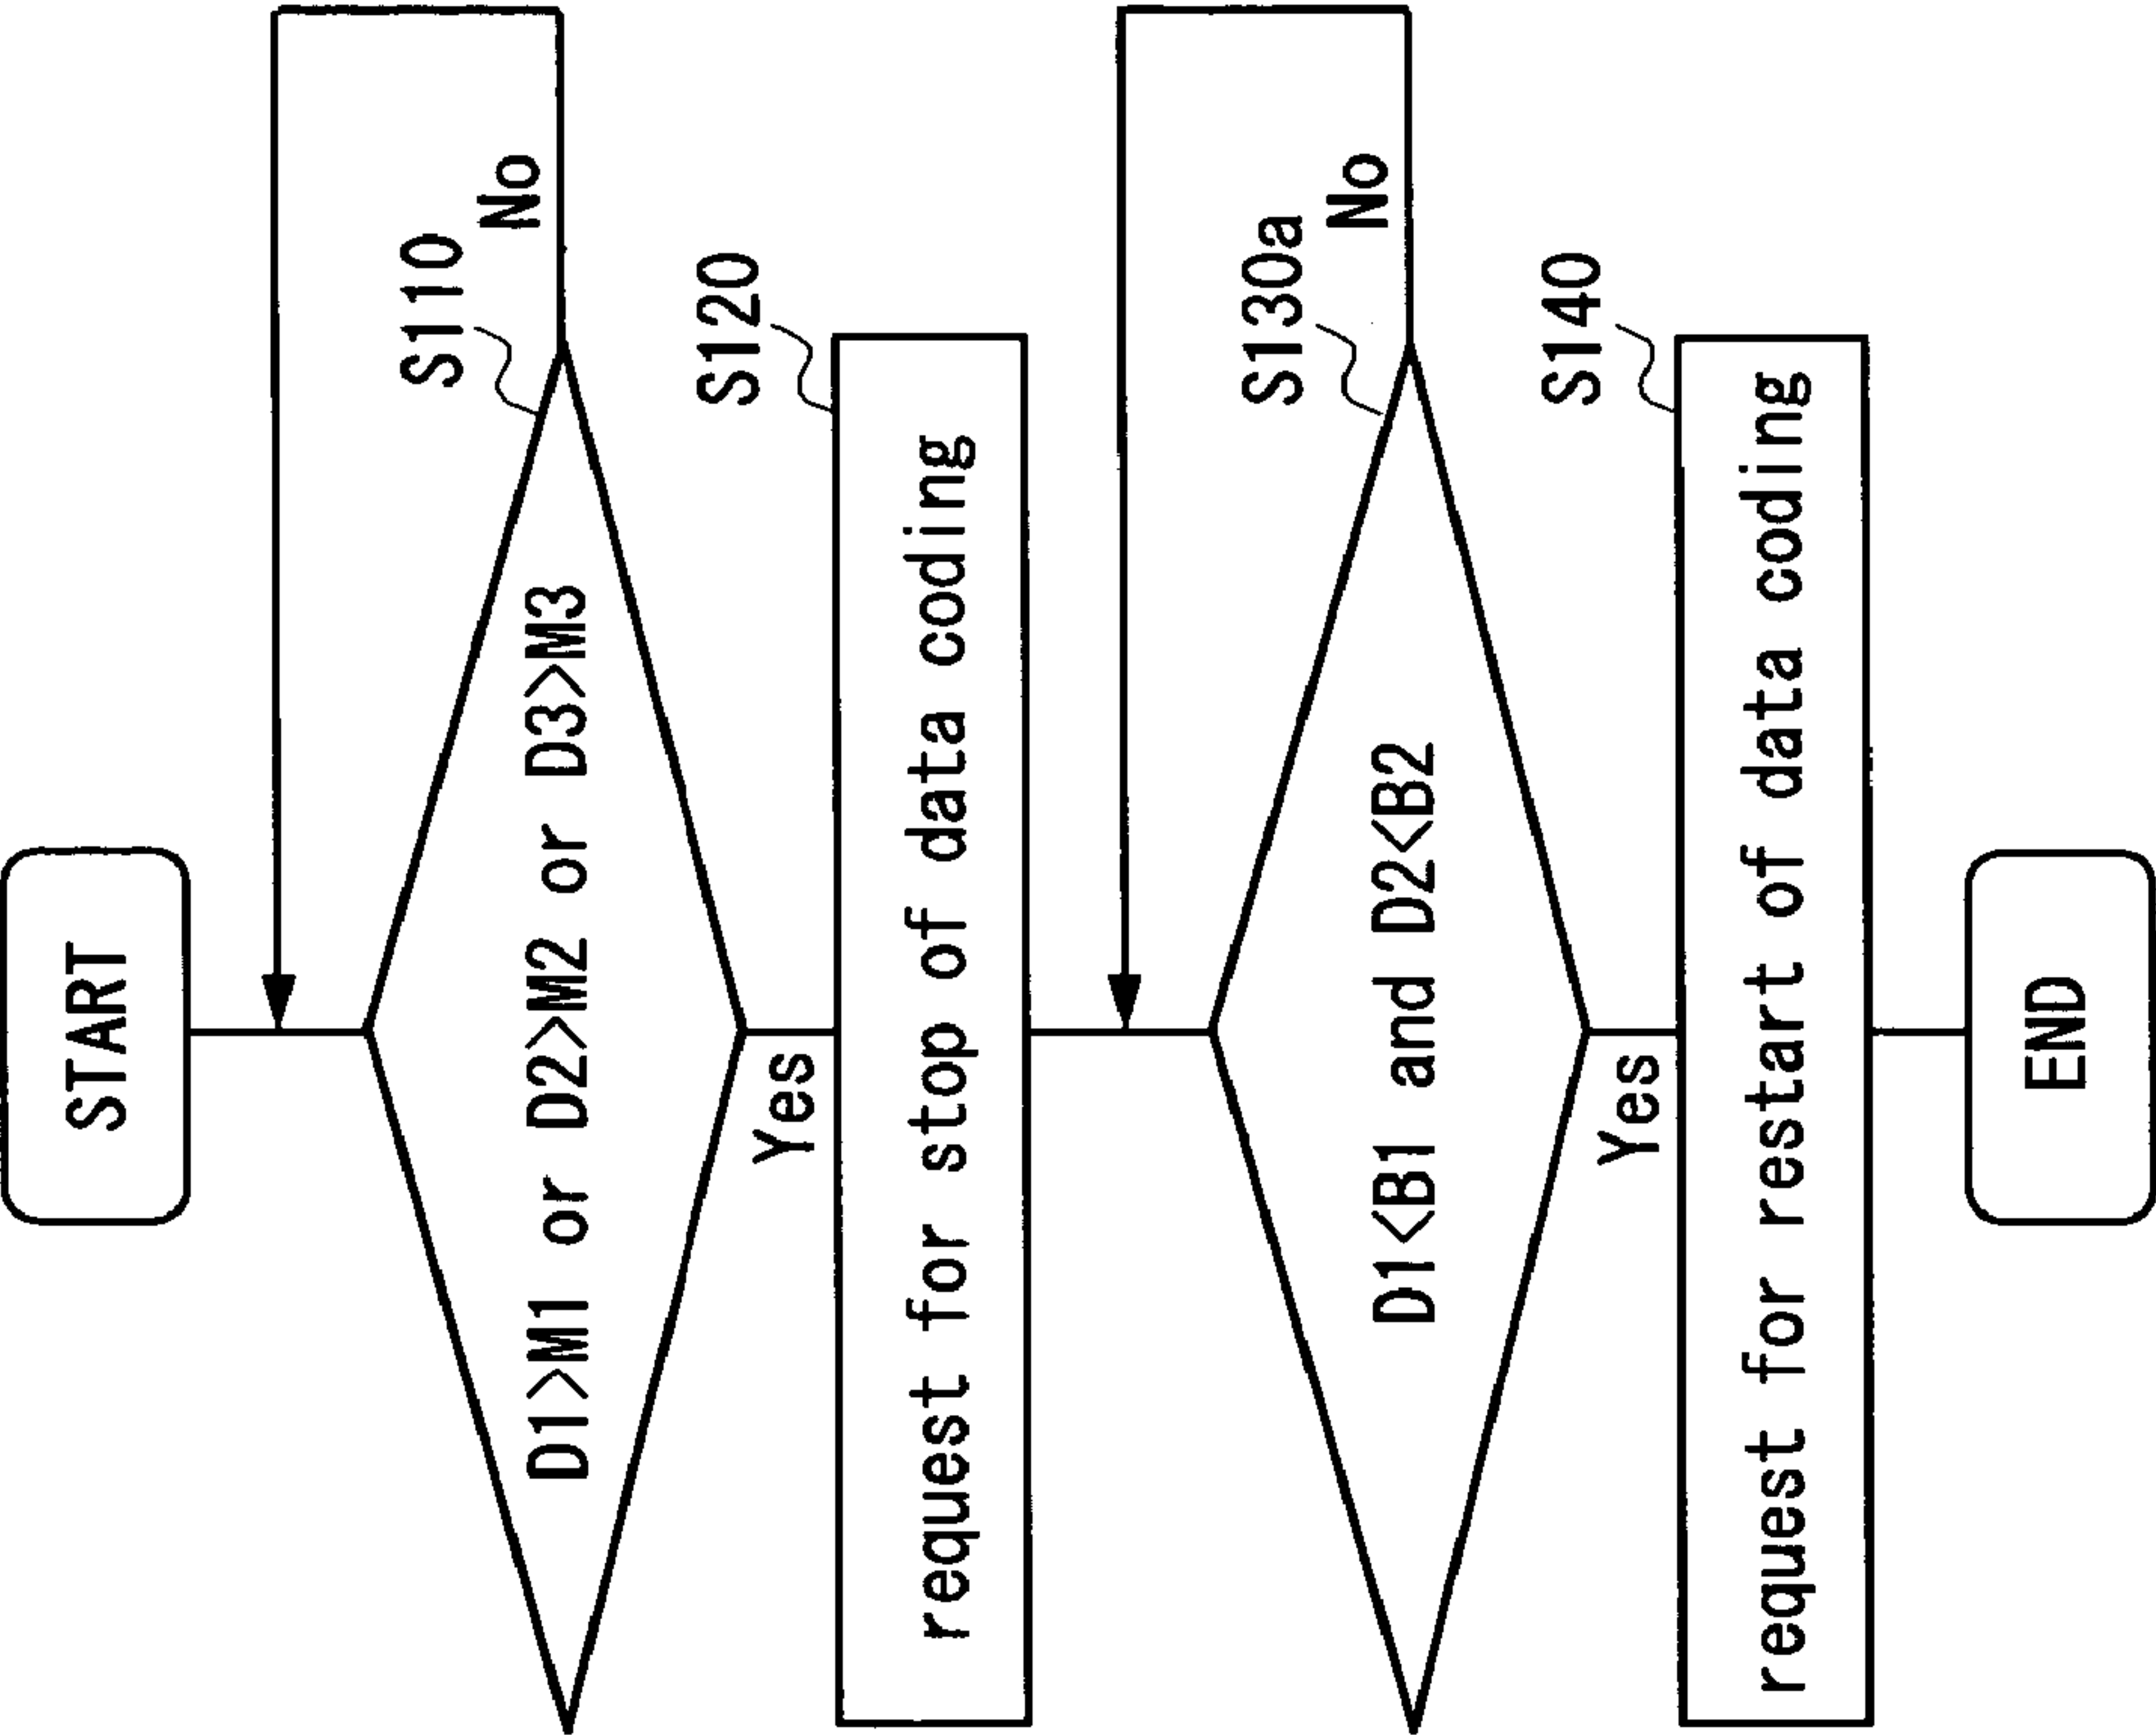 START
S110
D1>M1 or D2>M2 or D3>M3
No
Yes
S120
request for stop of data coding
S130a
D1<B1 and D2<B2
No
Yes
S140
request for restart of data coding
END